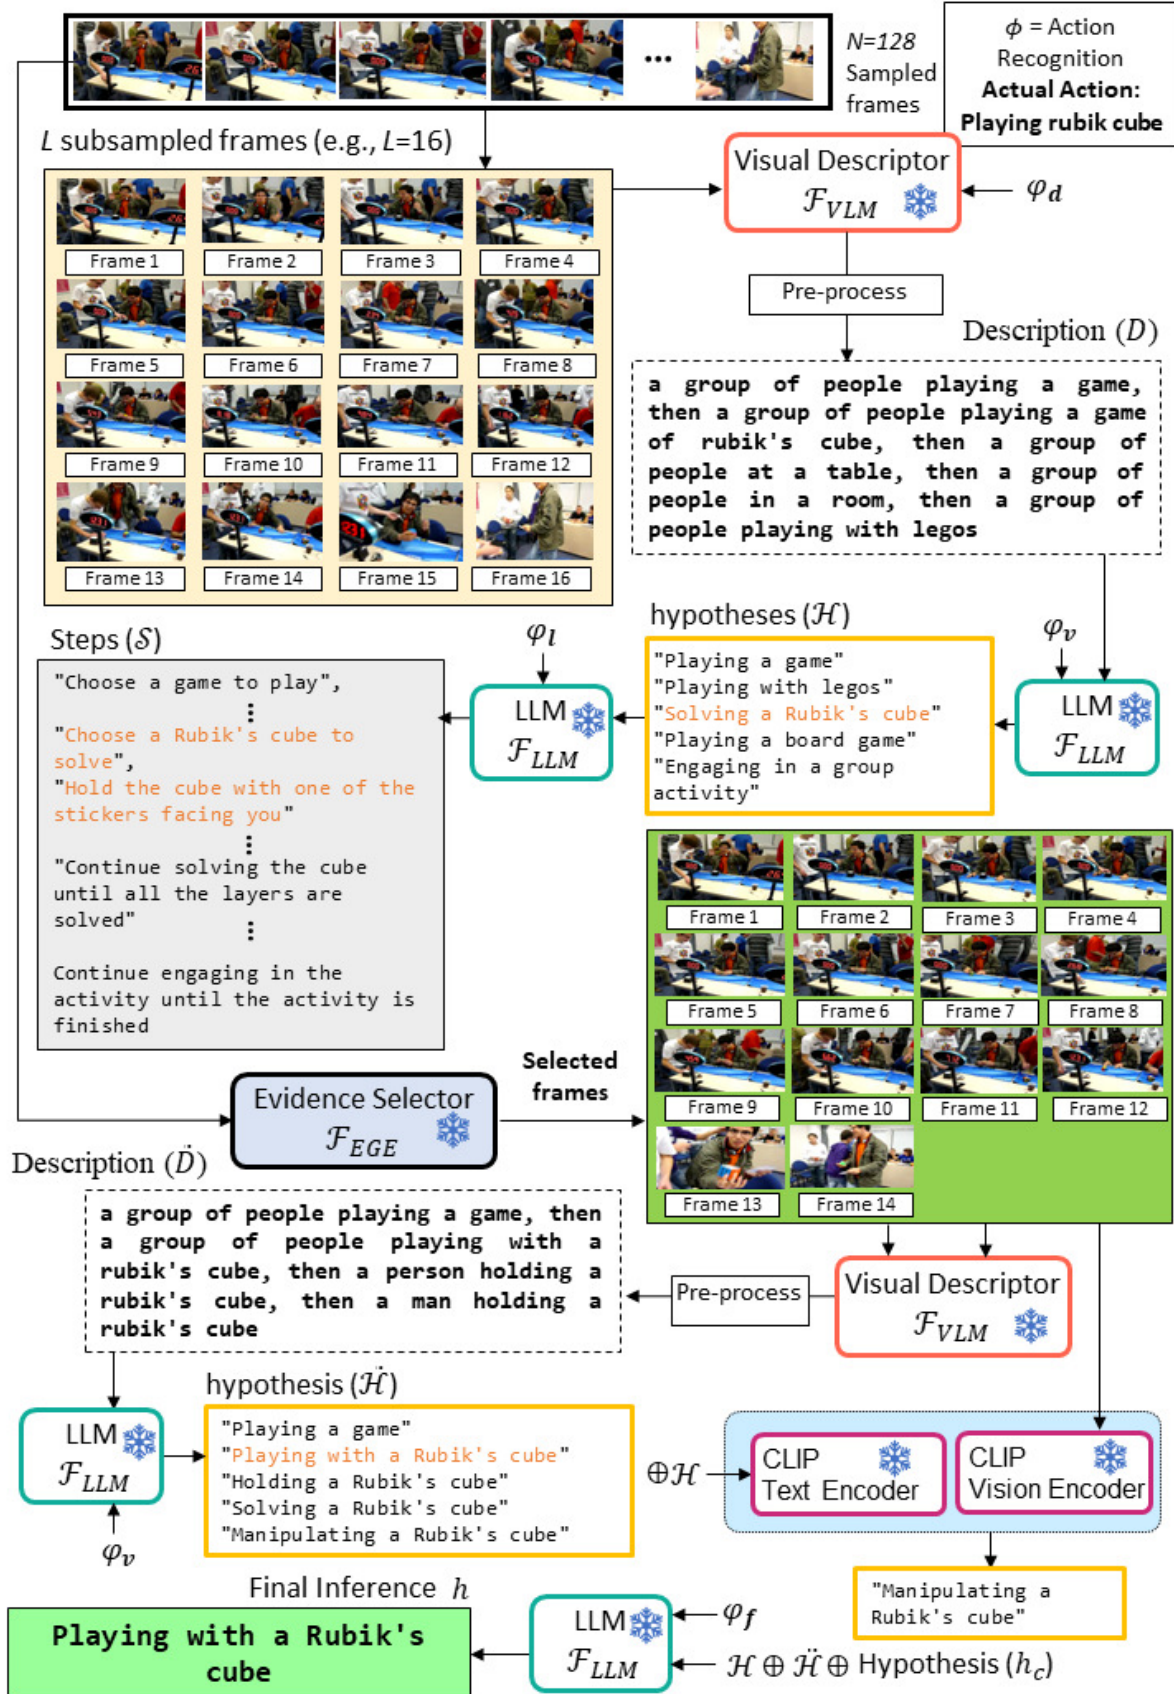 N=128
Sampled
frames
ϕ = Action
Recognition
Actual Action:
Playing rubik cube
L subsampled frames (e.g., L=16)
Visual Descriptor
ℱ_VLM
φ_d
Frame 1
Frame 2
Frame 3
Frame 4
Frame 5
Frame 6
Frame 7
Frame 8
Frame 9
Frame 10
Frame 11
Frame 12
Frame 13
Frame 14
Frame 15
Frame 16
Pre-process
Description (D)
a group of people playing a game,
then a group of people playing a game
of rubik's cube, then a group of
people at a table, then a group of
people in a room, then a group of
people playing with legos
φ_v
LLM
ℱ_LLM
hypotheses (ℋ)
"Playing a game"
"Playing with legos"
"Solving a Rubik's cube"
"Playing a board game"
"Engaging in a group
activity"
φ_l
LLM
ℱ_LLM
Steps (𝒮)
"Choose a game to play",
⋮
"Choose a Rubik's cube to
solve",
"Hold the cube with one of the
stickers facing you"
⋮
"Continue solving the cube
until all the layers are
solved"
⋮
Continue engaging in the
activity until the activity is
finished
Evidence Selector
ℱ_EGE
Selected
frames
Frame 1
Frame 2
Frame 3
Frame 4
Frame 5
Frame 6
Frame 7
Frame 8
Frame 9
Frame 10
Frame 11
Frame 12
Frame 13
Frame 14
Visual Descriptor
ℱ_VLM
Pre-process
Description (D̈)
a group of people playing a game, then
a group of people playing with a
rubik's cube, then a person holding a
rubik's cube, then a man holding a
rubik's cube
LLM
ℱ_LLM
φ_v
hypothesis (ℋ̈)
"Playing a game"
"Playing with a Rubik's cube"
"Holding a Rubik's cube"
"Solving a Rubik's cube"
"Manipulating a Rubik's cube"
⊕ℋ
CLIP
Text Encoder
CLIP
Vision Encoder
"Manipulating a
Rubik's cube"
φ_f
ℋ ⊕ ℋ̈ ⊕ Hypothesis (h_c)
LLM
ℱ_LLM
Final Inference h
Playing with a Rubik's
cube